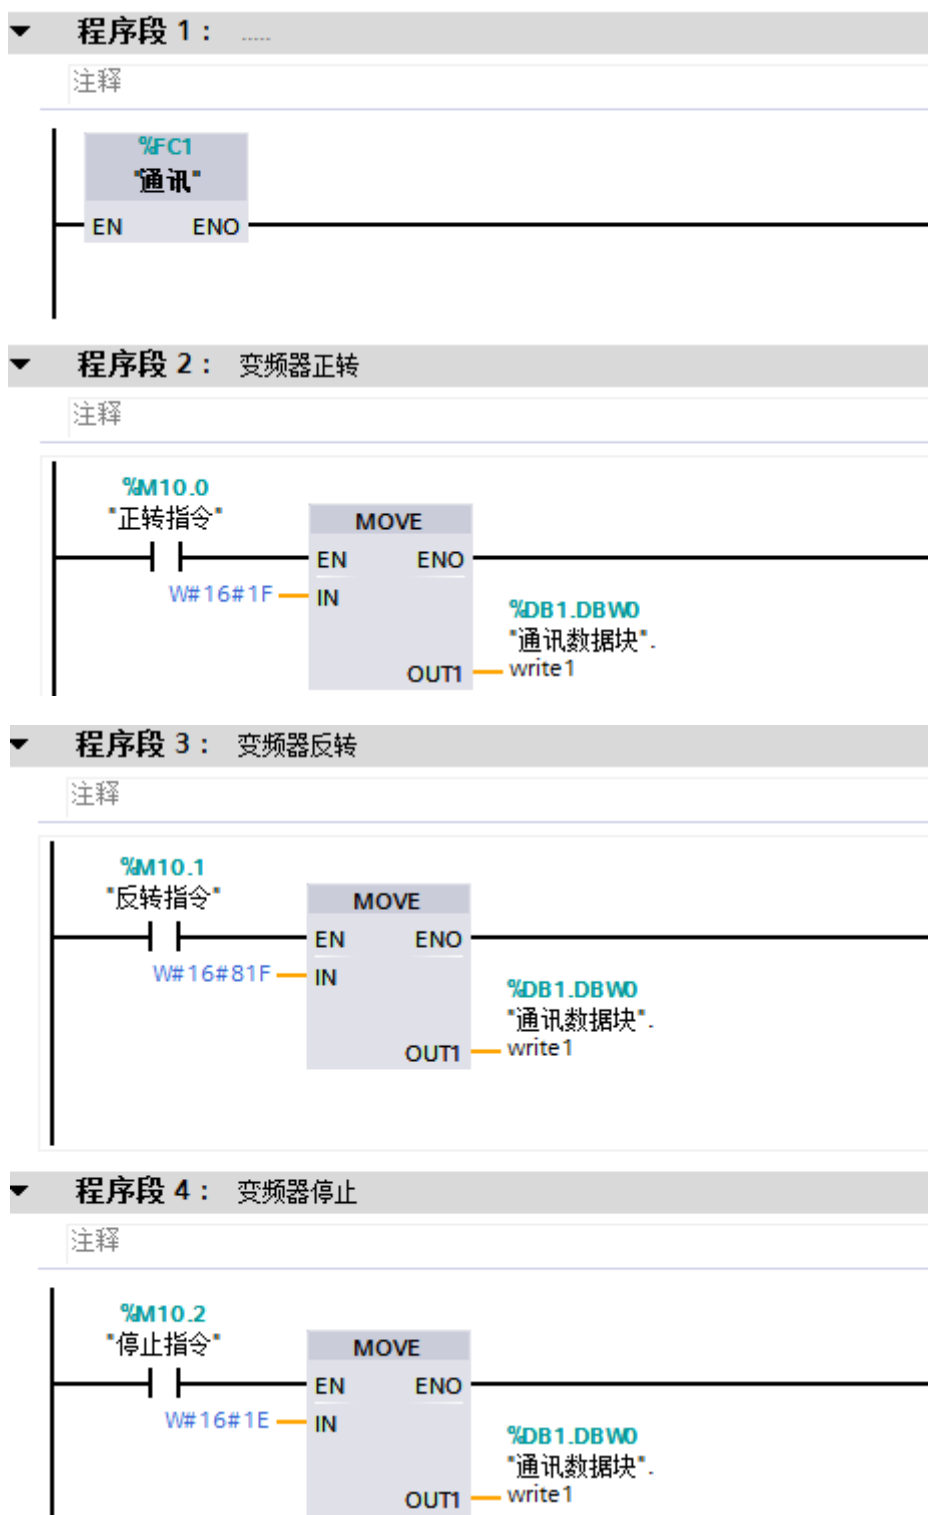 程序段 1： .....
注释
%FC1
"通讯"
EN ENO
程序段 2： 变频器正转
注释
%M10.0
"正转指令"
MOVE
EN ENO
W#16#1F IN
%DB1.DBW0
"通讯数据块".
OUT1 write1
程序段 3： 变频器反转
注释
%M10.1
"反转指令"
MOVE
EN ENO
W#16#81F IN
%DB1.DBW0
"通讯数据块".
OUT1 write1
程序段 4： 变频器停止
注释
%M10.2
"停止指令"
MOVE
EN ENO
W#16#1E IN
%DB1.DBW0
"通讯数据块".
OUT1 write1